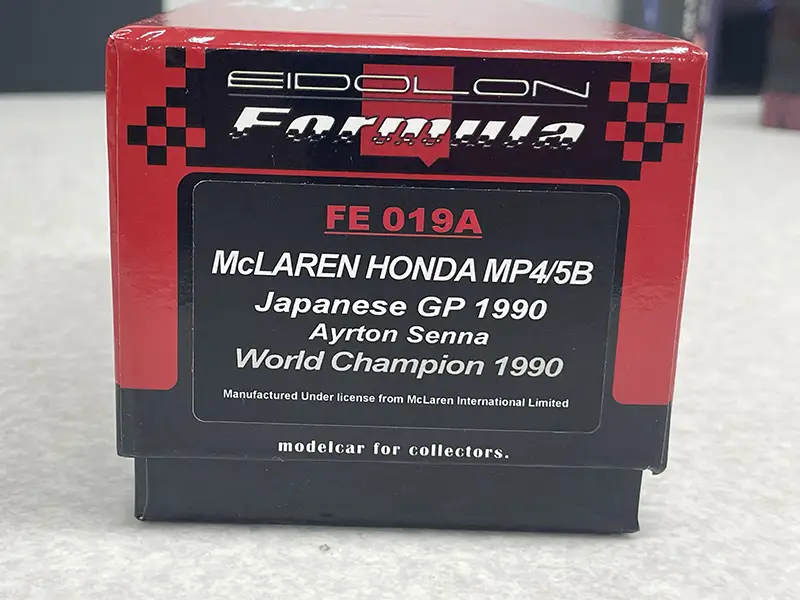 EIDOLON
Formula
FE 019A
McLAREN HONDA MP4/5B
Japanese GP 1990
Ayrton Senna
World Champion 1990
Manufactured Under license from McLaren International Limited
modelcar for collectors.